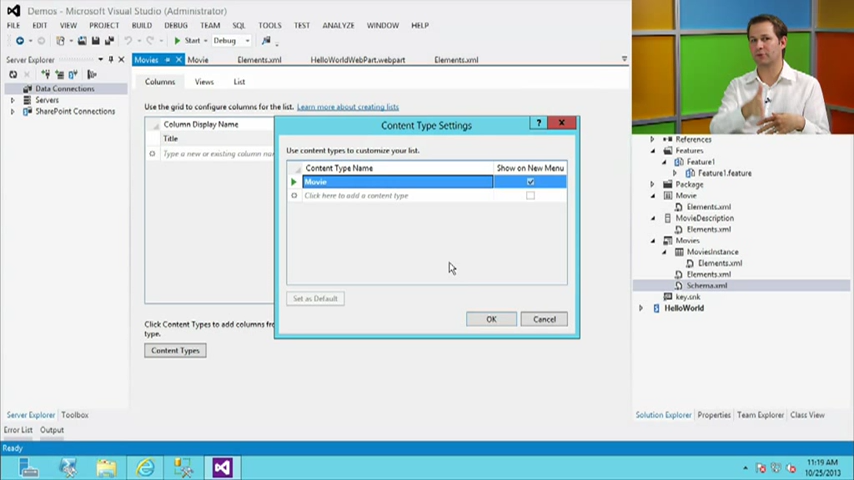 Demos - Microsoft Visual Studio (Administrator)
FILE EDIT VIEW PROJECT BUILD DEBUG TEAM SQL TOOLS TEST ANALYZE WINDOW HELP
Start Debug
Server Explorer
Movies Movie Elements.xml HelloWorldWebPart.webpart Elements.xml
Data Connections
Servers
SharePoint Connections
Columns Views List
Use the grid to configure columns for the list. Learn more about creating lists
Column Display Name
Title
Type a new or existing column nam
Content Type Settings
?
Use content types to customize your list.
Content Type Name Show on New Menu
Movie
Click here to add a content type
Set as Default
OK Cancel
Click Content Types to add columns from
type.
Content Types
References
Features
Feature1
Feature1.feature
Package
Movie
Elements.xml
MovieDescription
Elements.xml
Movies
MoviesInstance
Elements.xml
Elements.xml
Schema.xml
key.snk
HelloWorld
Server Explorer Toolbox
Solution Explorer Properties Team Explorer Class View
Error List Output
Ready
11:19 AM
10/25/2013